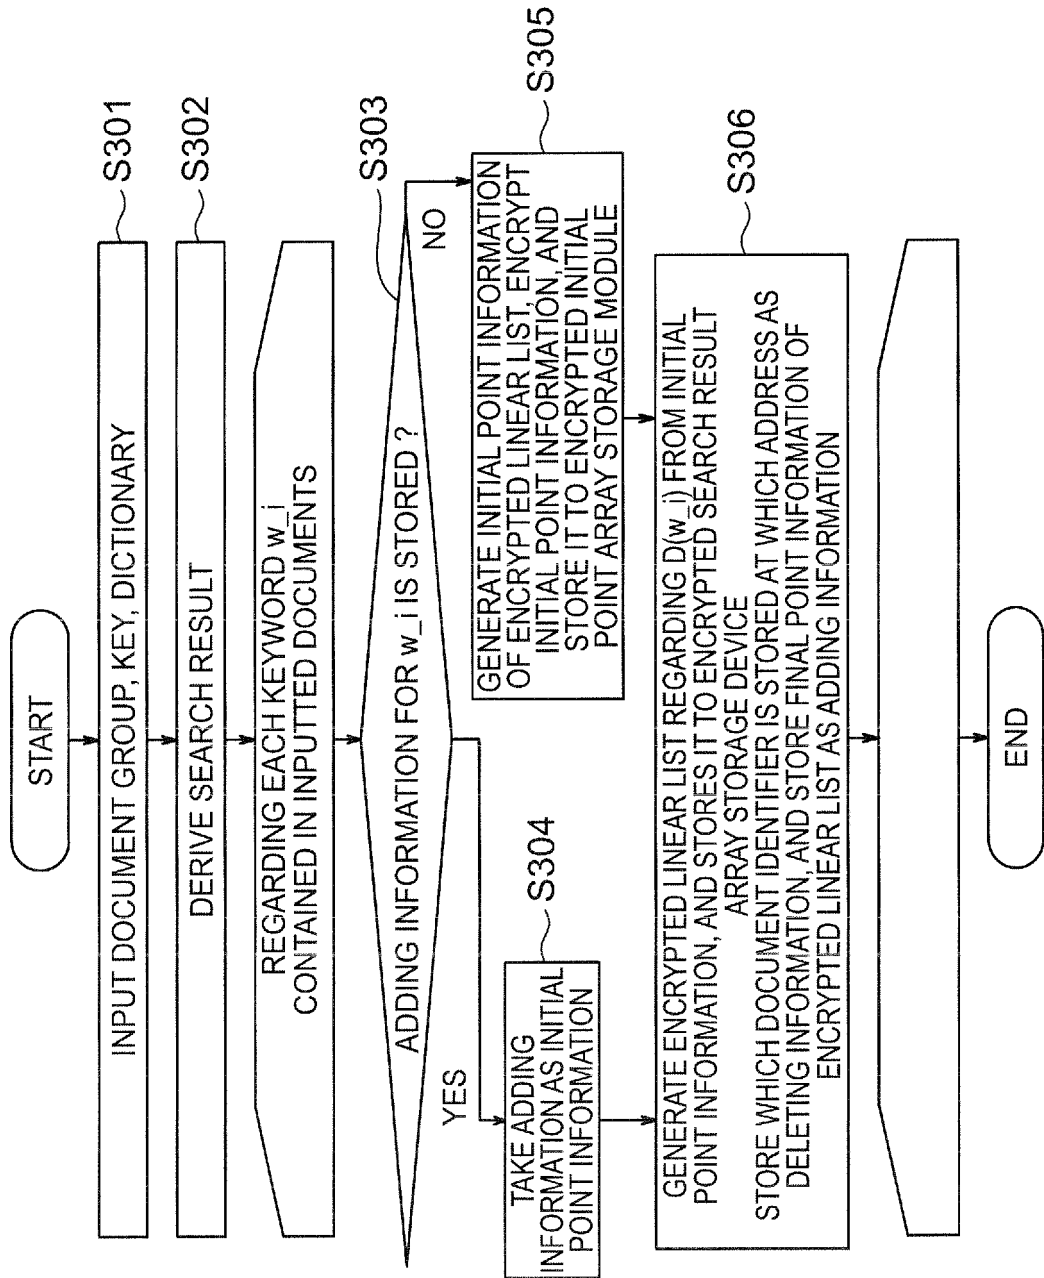 START
INPUT DOCUMENT GROUP, KEY, DICTIONARY
S301
DERIVE SEARCH RESULT
S302
REGARDING EACH KEYWORD w_i
CONTAINED IN INPUTTED DOCUMENTS
S303
ADDING INFORMATION FOR w_i IS STORED ?
YES
NO
S304
TAKE ADDING
INFORMATION AS INITIAL
POINT INFORMATION
S305
GENERATE INITIAL POINT INFORMATION
OF ENCRYPTED LINEAR LIST, ENCRYPT
INITIAL POINT INFORMATION, AND
STORE IT TO ENCRYPTED INITIAL
POINT ARRAY STORAGE MODULE
S306
GENERATE ENCRYPTED LINEAR LIST REGARDING D(w_i) FROM INITIAL
POINT INFORMATION, AND STORES IT TO ENCRYPTED SEARCH RESULT
ARRAY STORAGE DEVICE
STORE WHICH DOCUMENT IDENTIFIER IS STORED AT WHICH ADDRESS AS
DELETING INFORMATION, AND STORE FINAL POINT INFORMATION OF
ENCRYPTED LINEAR LIST AS ADDING INFORMATION
END